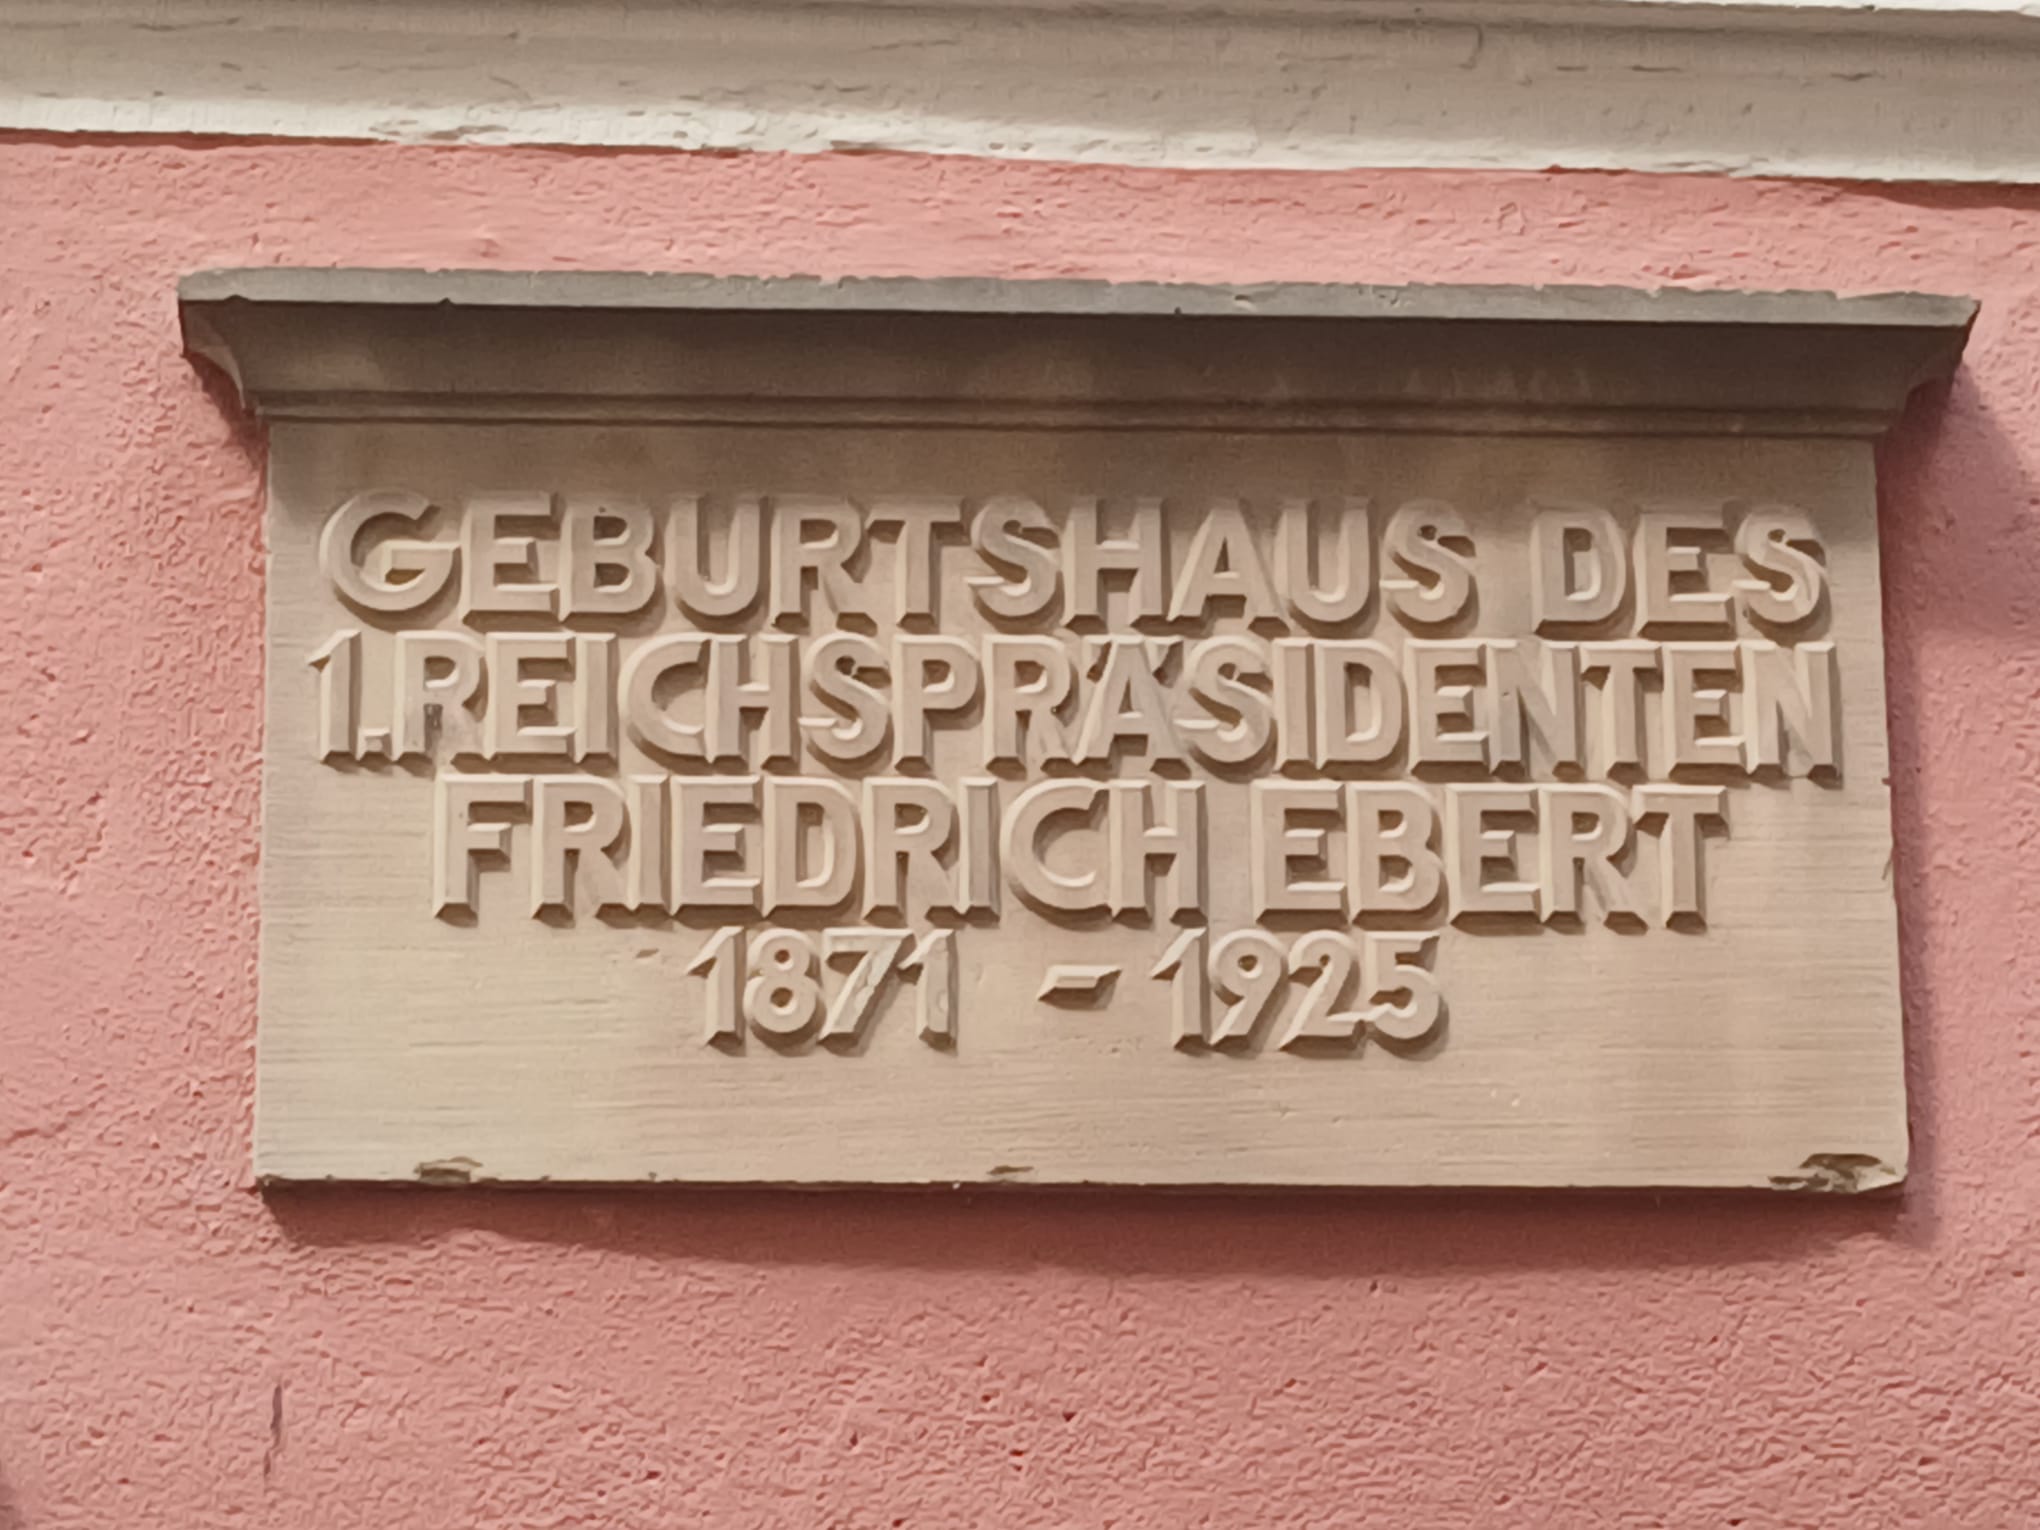 GEBURTSHAUS DES
1. REICHSPRÄSIDENTEN
FRIEDRICH EBERT
1871 - 1925